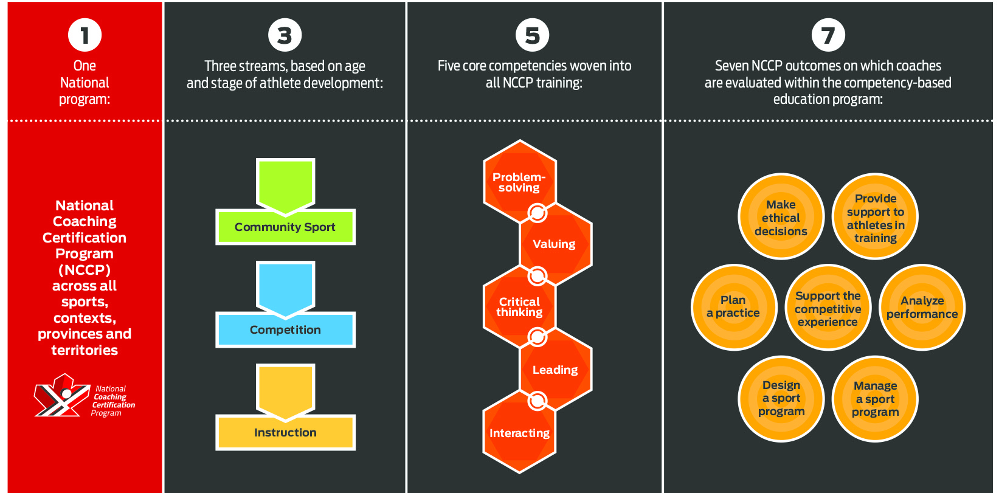 1
One
National
program:
National
Coaching
Certification
Program
(NCCP)
across all
sports,
contexts,
provinces and
territories
National
Coaching
Certification
Program
3
Three streams, based on age
and stage of athlete development:
Community Sport
Competition
Instruction
5
Five core competencies woven into
all NCCP training:
Problem-
solving
Valuing
Critical
thinking
Leading
Interacting
7
Seven NCCP outcomes on which coaches
are evaluated within the competency-based
education program:
Make
ethical
decisions
Provide
support to
athletes in
training
Plan
a practice
Support the
competitive
experience
Analyze
performance
Design
a sport
program
Manage
a sport
program